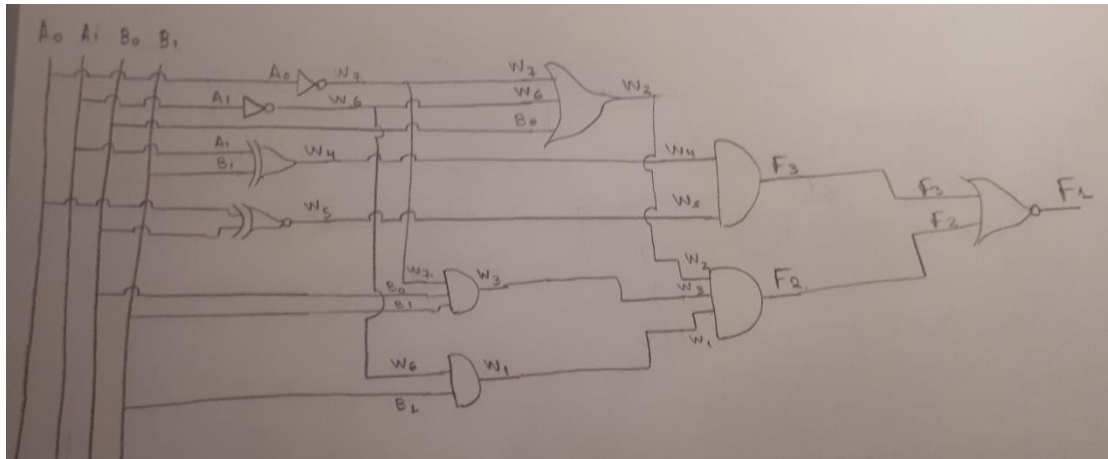 A0 A1 B0 B1
A0 W7 W7 W2
A1 W6 W6
B0
A1 W4 W4 F3
B1
W5 W5 F3 F1
F2
W7 W3 W2
B0 W3 F2
B1
W1
W6 W1
B1